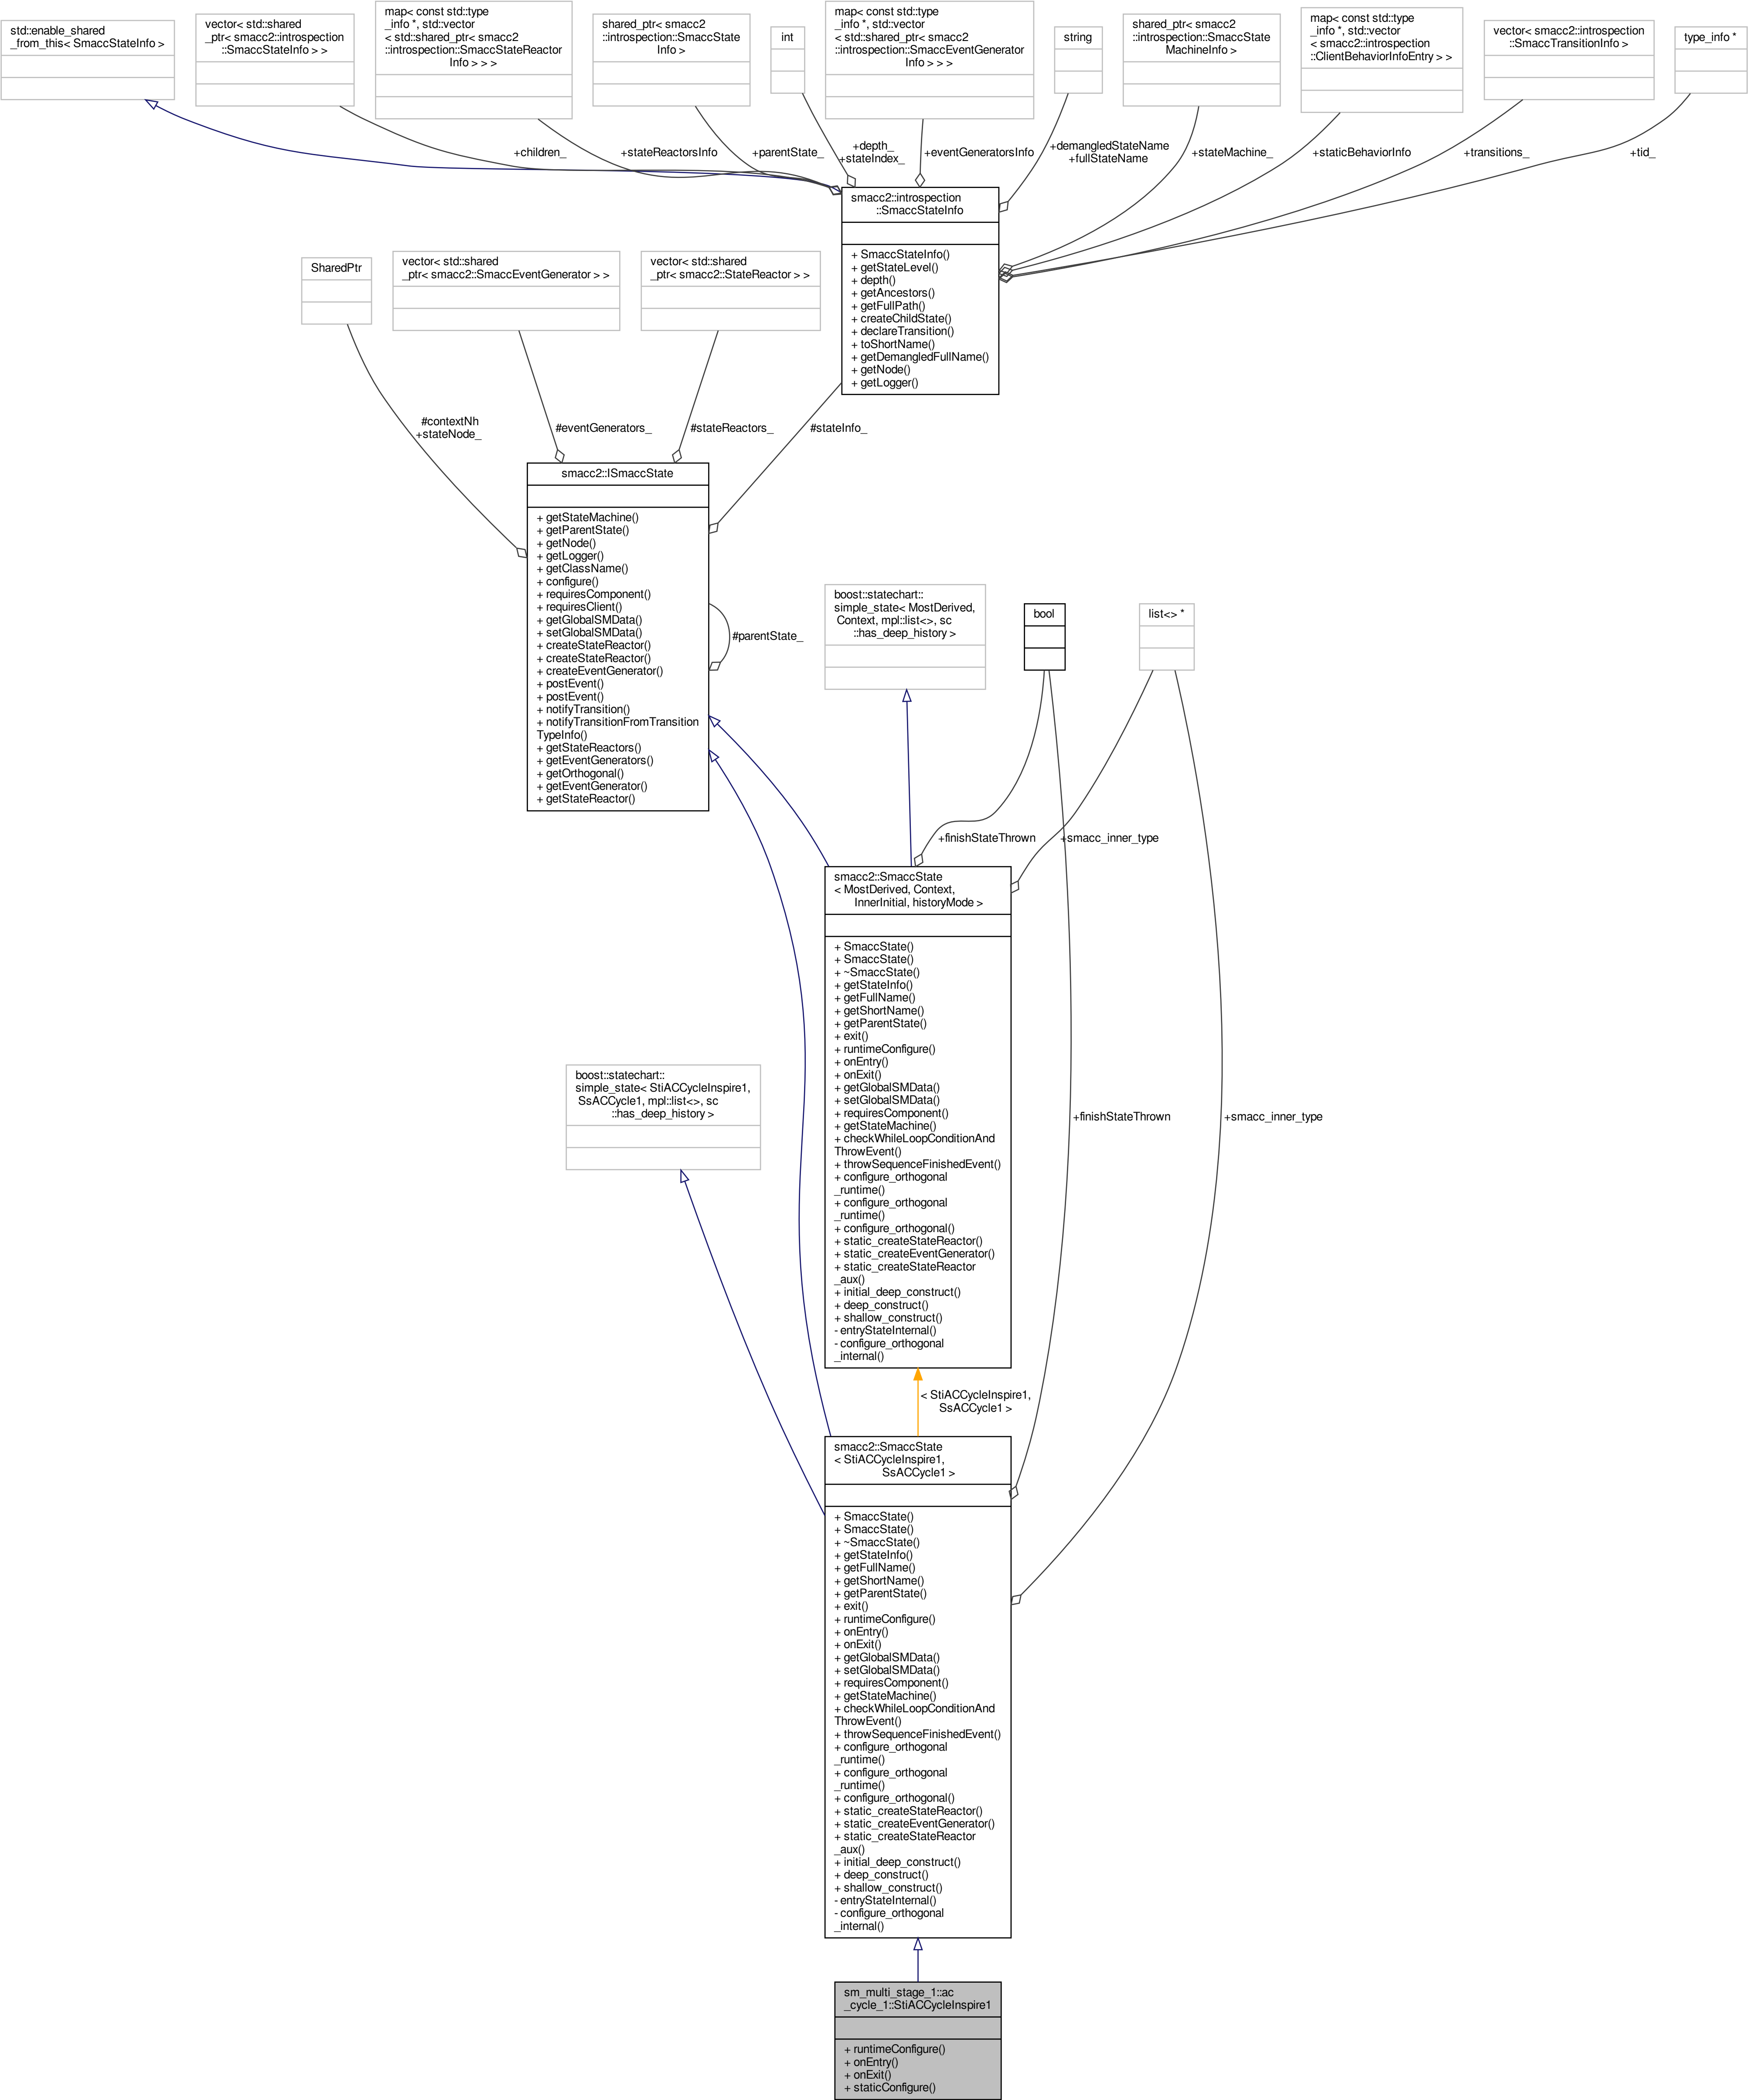 std::enable_shared
_from_this< SmaccStateInfo >
vector< std::shared
_ptr< smacc2::introspection
::SmaccStateInfo > >
map< const std::type
_info *, std::vector
< std::shared_ptr< smacc2
::introspection::SmaccStateReactor
Info > > >
shared_ptr< smacc2
::introspection::SmaccState
Info >
int
map< const std::type
_info *, std::vector
< std::shared_ptr< smacc2
::introspection::SmaccEventGenerator
Info > > >
string
shared_ptr< smacc2
::introspection::SmaccState
MachineInfo >
map< const std::type
_info *, std::vector
< smacc2::introspection
::ClientBehaviorInfoEntry > >
vector< smacc2::introspection
::SmaccTransitionInfo >
type_info *
+children_
+stateReactorsInfo
+parentState_
+depth_
+stateIndex_
+eventGeneratorsInfo
+demangledStateName
+fullStateName
+stateMachine_
+staticBehaviorInfo
+transitions_
+tid_
smacc2::introspection
::SmaccStateInfo
+ SmaccStateInfo()
+ getStateLevel()
+ depth()
+ getAncestors()
+ getFullPath()
+ createChildState()
+ declareTransition()
+ toShortName()
+ getDemangledFullName()
+ getNode()
+ getLogger()
SharedPtr
vector< std::shared
_ptr< smacc2::SmaccEventGenerator > >
vector< std::shared
_ptr< smacc2::StateReactor > >
#contextNh
+stateNode_
#eventGenerators_
#stateReactors_
#stateInfo_
smacc2::ISmaccState
+ getStateMachine()
+ getParentState()
+ getNode()
+ getLogger()
+ getClassName()
+ configure()
+ requiresComponent()
+ requiresClient()
+ getGlobalSMData()
+ setGlobalSMData()
+ createStateReactor()
+ createStateReactor()
+ createEventGenerator()
+ postEvent()
+ postEvent()
+ notifyTransition()
+ notifyTransitionFromTransition
TypeInfo()
+ getStateReactors()
+ getEventGenerators()
+ getOrthogonal()
+ getEventGenerator()
+ getStateReactor()
#parentState_
boost::statechart::
simple_state< MostDerived,
Context, mpl::list<>, sc
::has_deep_history >
bool
list<> *
+finishStateThrown
+smacc_inner_type
smacc2::SmaccState
< MostDerived, Context,
InnerInitial, historyMode >
+ SmaccState()
+ SmaccState()
+ ~SmaccState()
+ getStateInfo()
+ getFullName()
+ getShortName()
+ getParentState()
+ exit()
+ runtimeConfigure()
+ onEntry()
+ onExit()
+ getGlobalSMData()
+ setGlobalSMData()
+ requiresComponent()
+ getStateMachine()
+ checkWhileLoopConditionAnd
ThrowEvent()
+ throwSequenceFinishedEvent()
+ configure_orthogonal
_runtime()
+ configure_orthogonal
_runtime()
+ configure_orthogonal()
+ static_createStateReactor()
+ static_createEventGenerator()
+ static_createStateReactor
_aux()
+ initial_deep_construct()
+ deep_construct()
+ shallow_construct()
- entryStateInternal()
- configure_orthogonal
_internal()
boost::statechart::
simple_state< StiACCycleInspire1,
SsACCycle1, mpl::list<>, sc
::has_deep_history >
+finishStateThrown
+smacc_inner_type
< StiACCycleInspire1,
SsACCycle1 >
smacc2::SmaccState
< StiACCycleInspire1,
SsACCycle1 >
+ SmaccState()
+ SmaccState()
+ ~SmaccState()
+ getStateInfo()
+ getFullName()
+ getShortName()
+ getParentState()
+ exit()
+ runtimeConfigure()
+ onEntry()
+ onExit()
+ getGlobalSMData()
+ setGlobalSMData()
+ requiresComponent()
+ getStateMachine()
+ checkWhileLoopConditionAnd
ThrowEvent()
+ throwSequenceFinishedEvent()
+ configure_orthogonal
_runtime()
+ configure_orthogonal
_runtime()
+ configure_orthogonal()
+ static_createStateReactor()
+ static_createEventGenerator()
+ static_createStateReactor
_aux()
+ initial_deep_construct()
+ deep_construct()
+ shallow_construct()
- entryStateInternal()
- configure_orthogonal
_internal()
sm_multi_stage_1::ac
_cycle_1::StiACCycleInspire1
+ runtimeConfigure()
+ onEntry()
+ onExit()
+ staticConfigure()